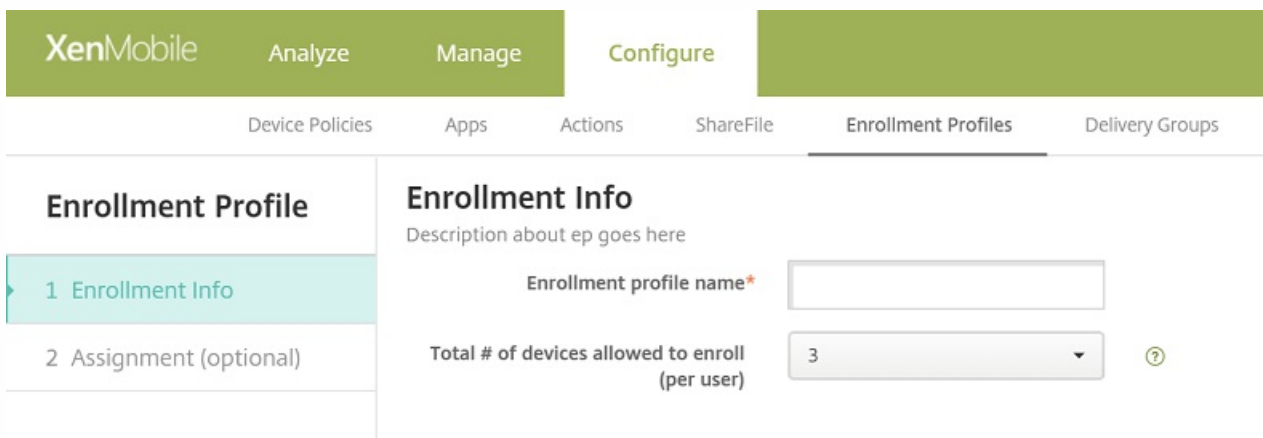 XenMobile Analyze Manage Configure
Device Policies Apps Actions ShareFile Enrollment Profiles Delivery Groups
Enrollment Profile
1 Enrollment Info
2 Assignment (optional)
Enrollment Info
Description about ep goes here
Enrollment profile name*
Total # of devices allowed to enroll
(per user)
3
?